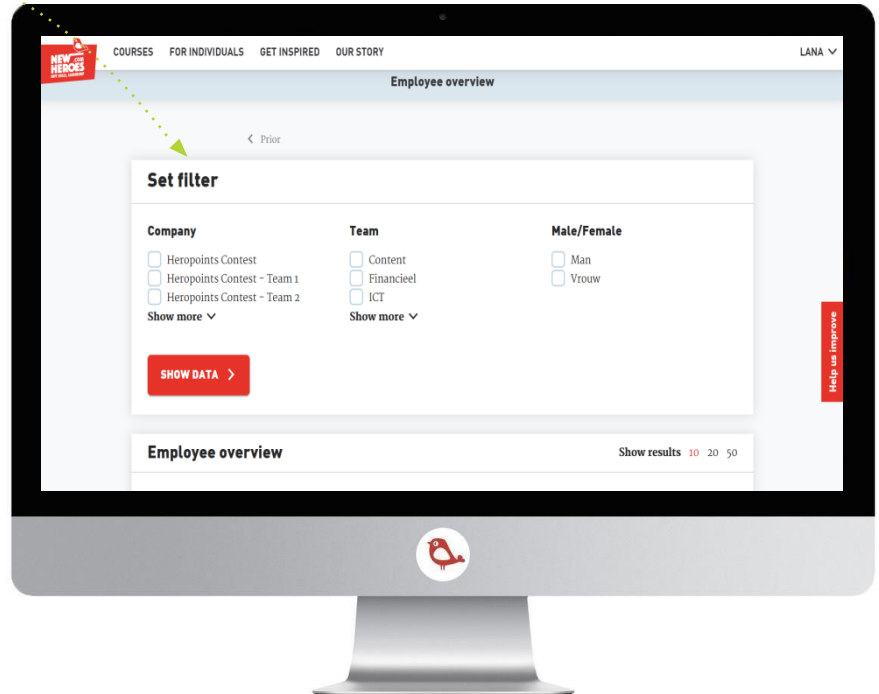 NEW .COM
HEROES
COURSES FOR INDIVIDUALS GET INSPIRED OUR STORY LANA
Employee overview
Prior
Set filter
Company Team Male/Female
Heropoints Contest Content Man
Heropoints Contest - Team 1 Financieel Vrouw
Heropoints Contest - Team 2 ICT
Show more Show more
SHOW DATA
Help us improve
Employee overview Show results 10 20 50